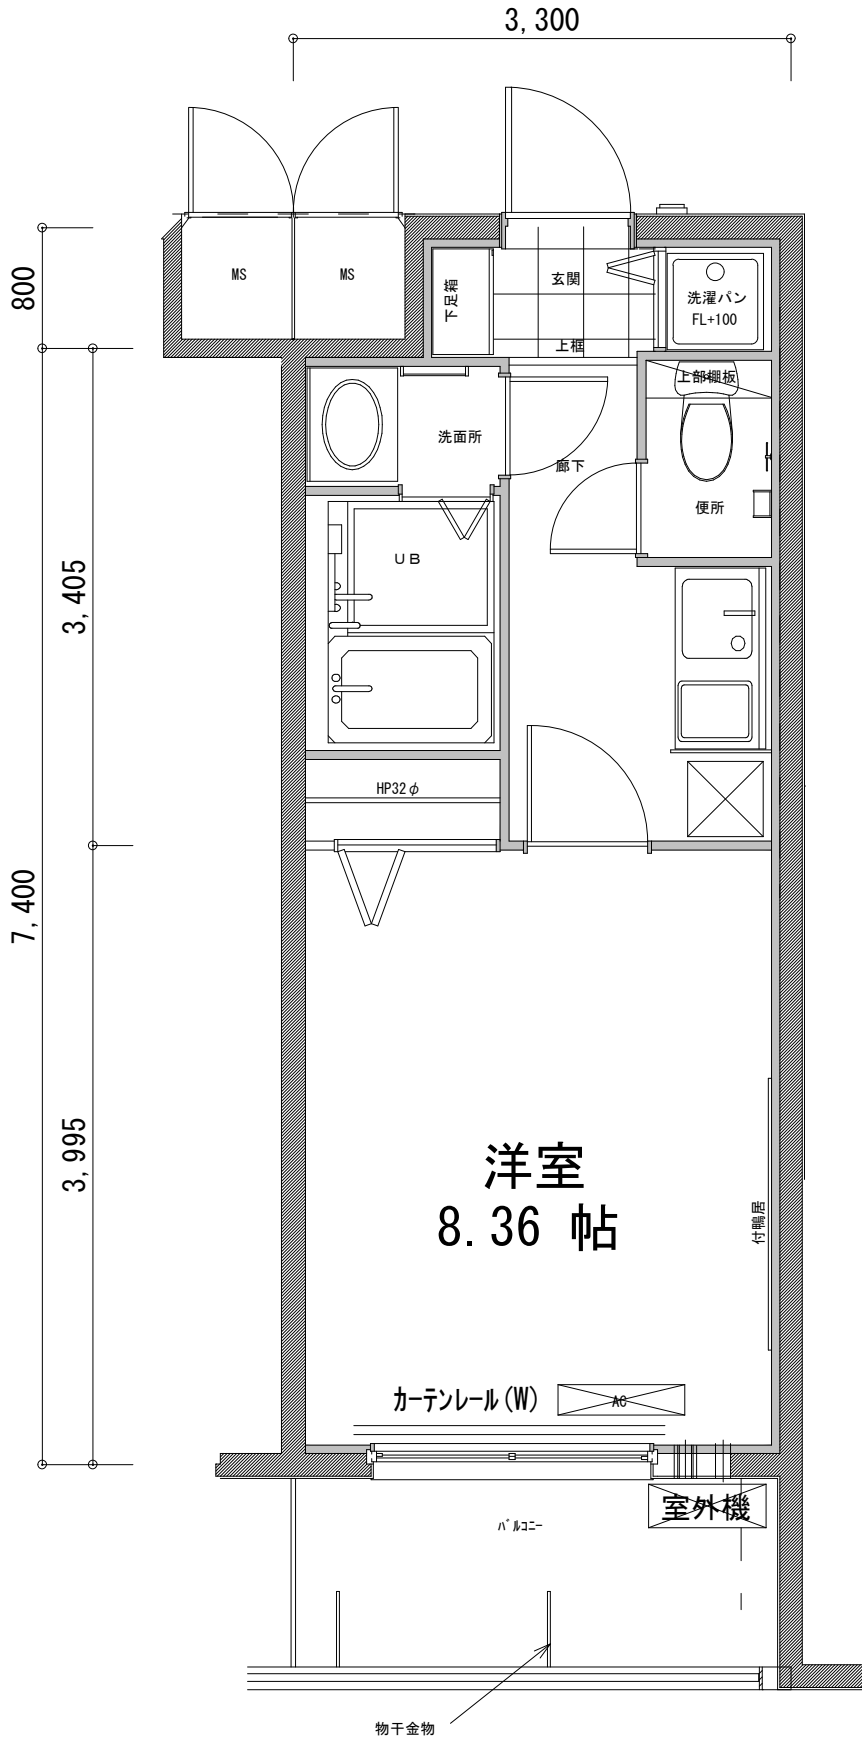 3,300
800
MS
MS
下足箱
玄関
洗濯パン
FL+100
上框
上部棚板
洗面所
廊下
便所
UB
3,405
HP32φ
7,400
3,995
洋室
8.36 帖
付鴨居
カーテンレール(W)
AC
室外機
バルコニー
物干金物